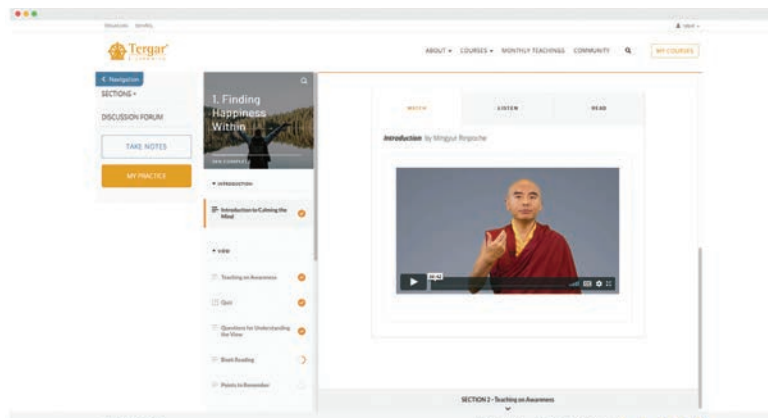 Tergar
ABOUT
COURSES
MONTHLY TEACHINGS
COMMUNITY
MY COURSES
Navigation
SECTIONS
DISCUSSION FORUM
TAKE NOTES
MY PRACTICE
1. Finding
Happiness
Within
INTRODUCTION
Introduction to Calming the
Mind
VIEW
Teaching on Awareness
Quiz
Questions for Understanding
the View
Book Reading
Points to Remember
WATCH
LISTEN
READ
Introduction by Mingyur Rinpoche
SECTION 2 - Teaching on Awareness